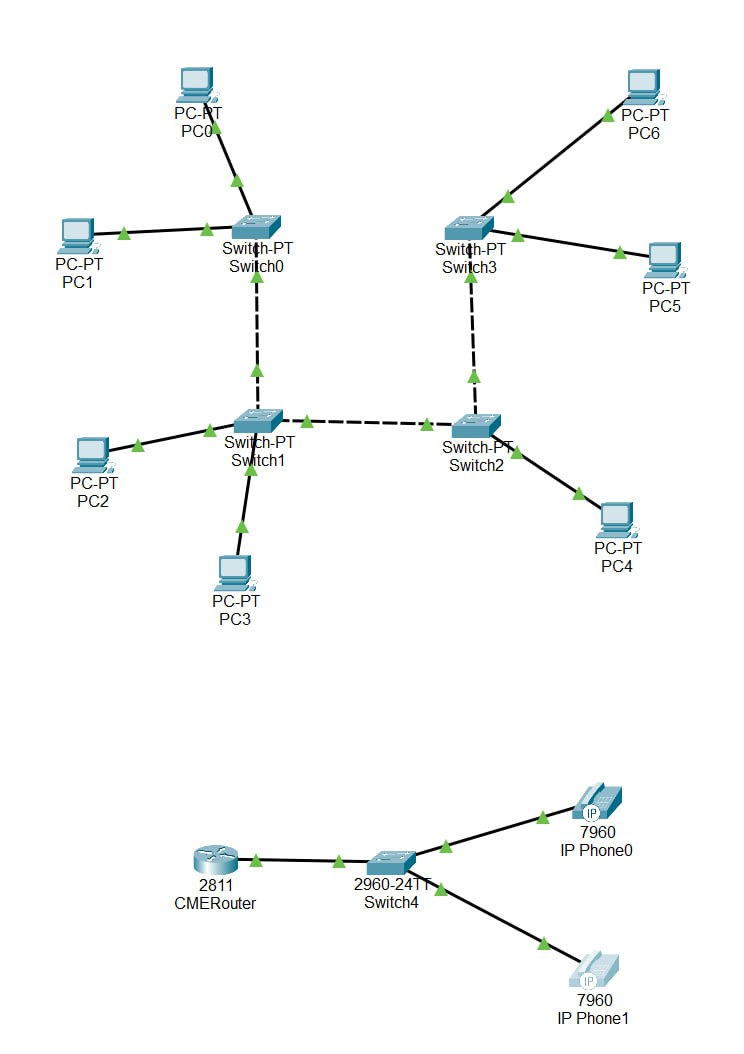 PC-PT
PC0
PC-PT
PC6
PC-PT
PC1
Switch-PT
Switch0
Switch-PT
Switch3
PC-PT
PC5
PC-PT
PC2
Switch-PT
Switch1
Switch-PT
Switch2
PC-PT
PC4
PC-PT
PC3
IP
7960
IP Phone0
2811
CMERouter
2960-24TT
Switch4
IP
7960
IP Phone1